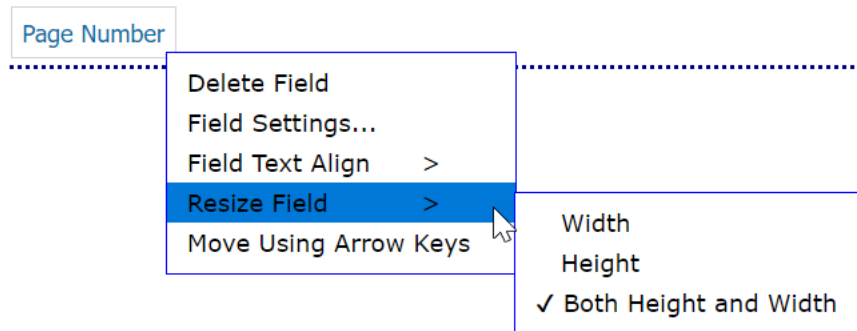 Page Number
Delete Field
Field Settings...
Field Text Align >
Resize Field >
Move Using Arrow Keys
Width
Height
✓ Both Height and Width